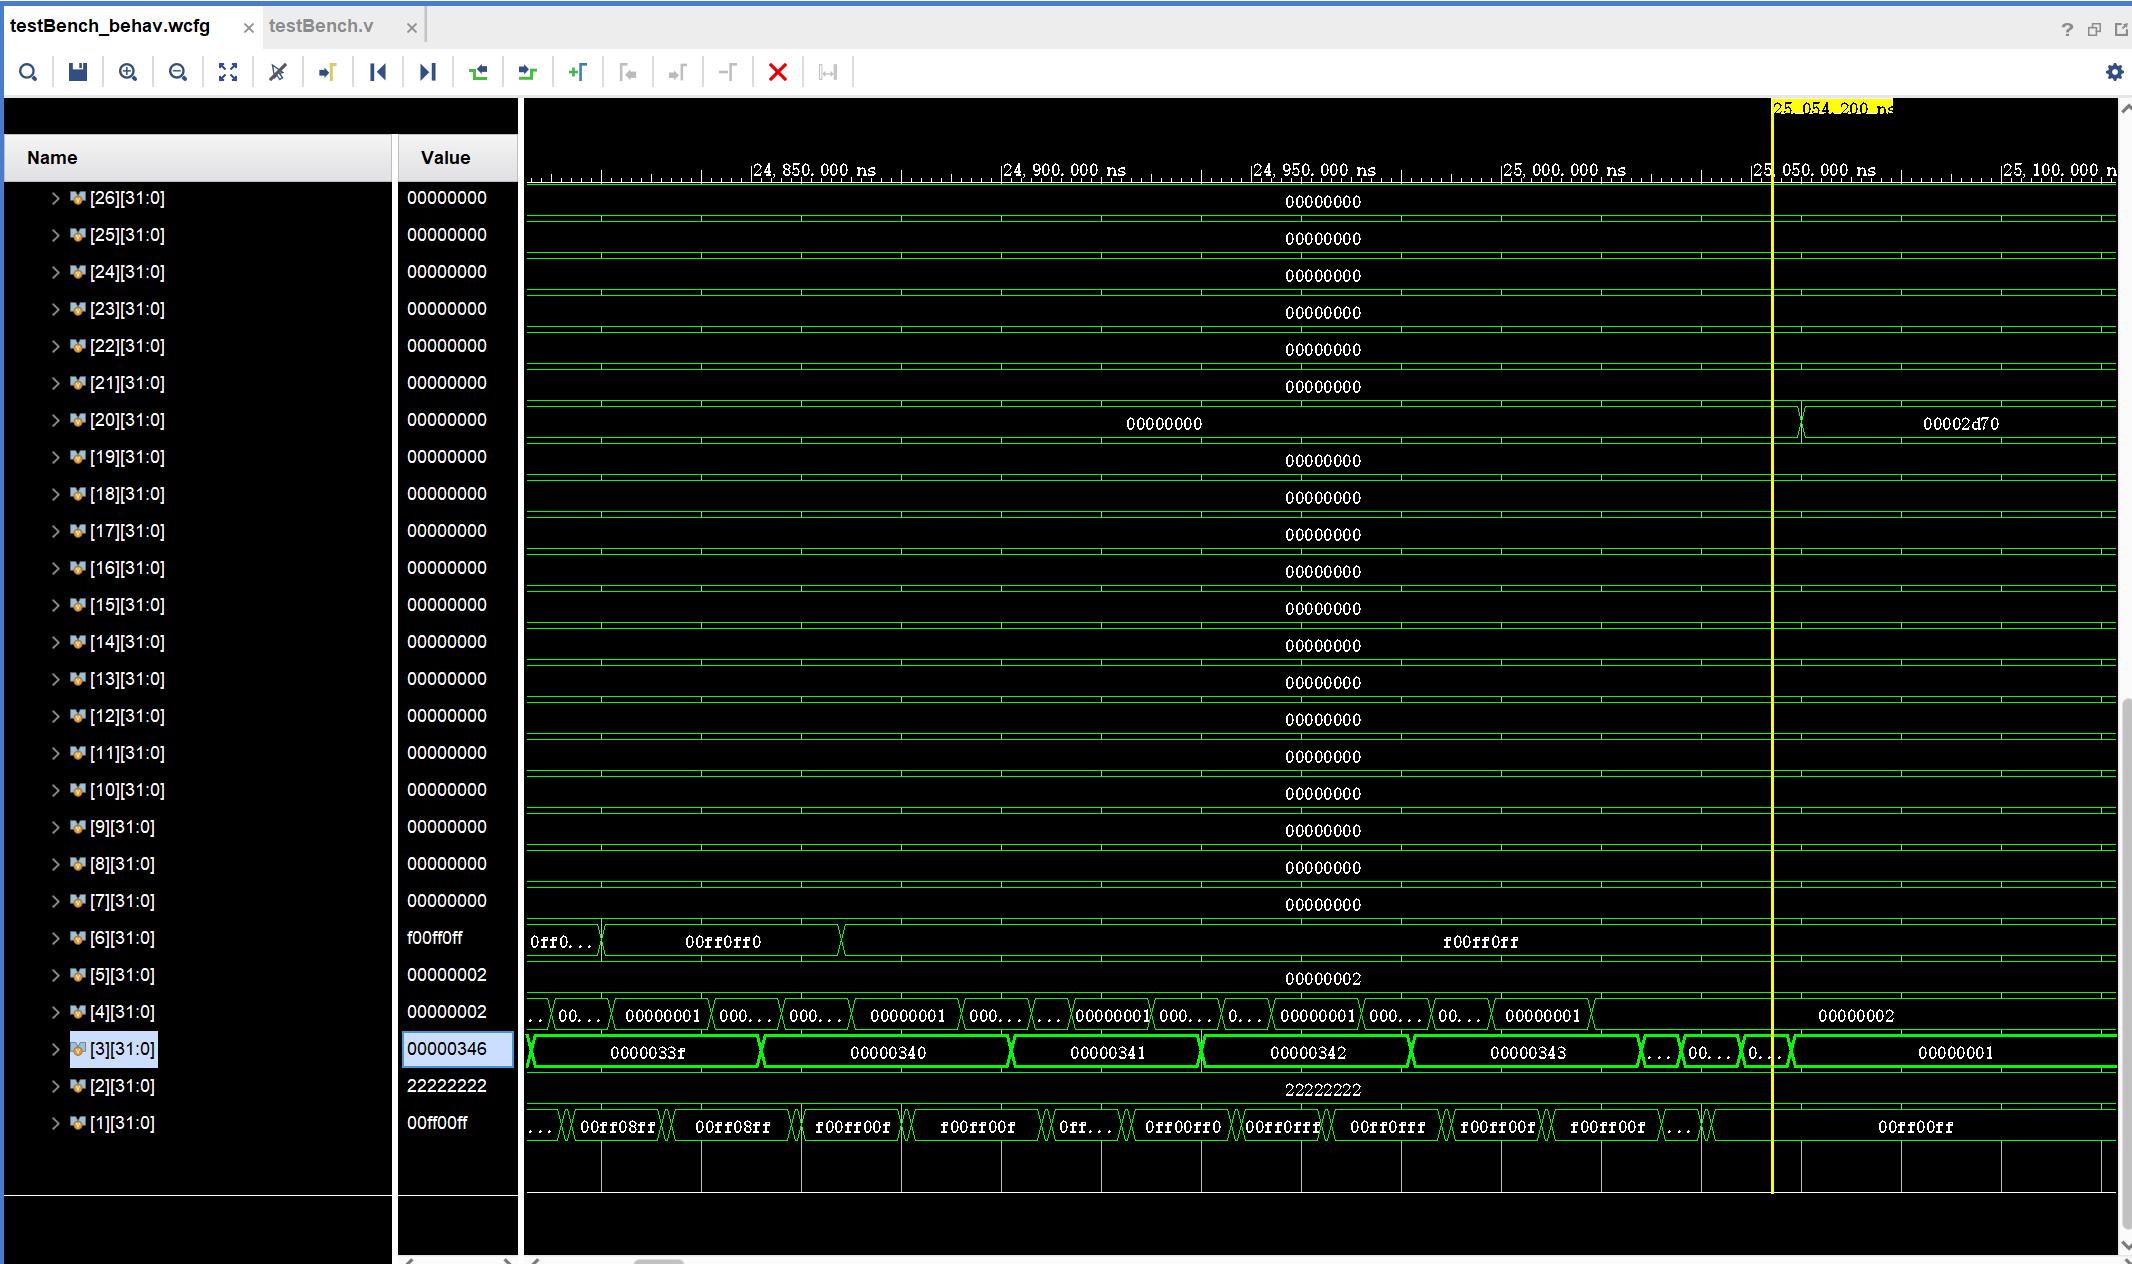 testBench_behav.wcfg × testBench.v ×
?
25,054.200 ns
Name Value
24,850.000 ns 24,900.000 ns 24,950.000 ns 25,000.000 ns 25,050.000 ns 25,100.000 n
[26][31:0] 00000000 00000000
[25][31:0] 00000000 00000000
[24][31:0] 00000000 00000000
[23][31:0] 00000000 00000000
[22][31:0] 00000000 00000000
[21][31:0] 00000000 00000000
[20][31:0] 00000000 00000000 00002d70
[19][31:0] 00000000 00000000
[18][31:0] 00000000 00000000
[17][31:0] 00000000 00000000
[16][31:0] 00000000 00000000
[15][31:0] 00000000 00000000
[14][31:0] 00000000 00000000
[13][31:0] 00000000 00000000
[12][31:0] 00000000 00000000
[11][31:0] 00000000 00000000
[10][31:0] 00000000 00000000
[9][31:0] 00000000 00000000
[8][31:0] 00000000 00000000
[7][31:0] 00000000 00000000
[6][31:0] f00ff0ff 0ff0... 00ff0ff0 f00ff0ff
[5][31:0] 00000002 00000002
[4][31:0] 00000002 .. 00... 00000001 000... 000... 00000001 000... ... 00000001 000... 0... 00000001 000... 00... 00000001 00000002
[3][31:0] 00000346 0000033f 00000340 00000341 00000342 00000343 ... 00... 0... 00000001
[2][31:0] 22222222 22222222
[1][31:0] 00ff00ff ... 00ff08ff 00ff08ff f00ff00f f00ff00f 0ff... 0ff00ff0 00ff0fff 00ff0fff f00ff00f f00ff00f ... 00ff00ff